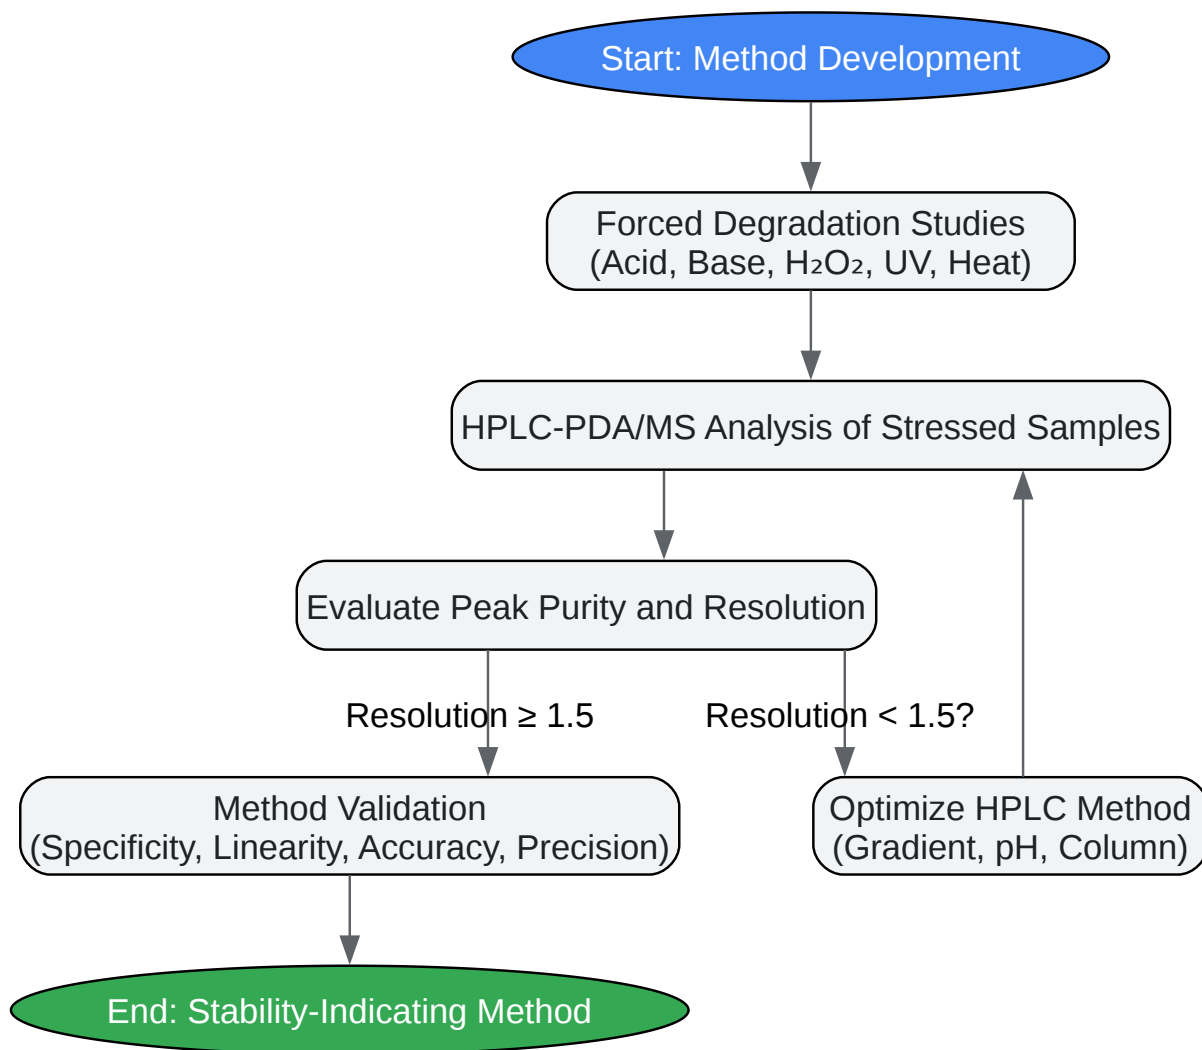 Start: Method Development
Forced Degradation Studies
(Acid, Base, H₂O₂, UV, Heat)
HPLC-PDA/MS Analysis of Stressed Samples
Evaluate Peak Purity and Resolution
Resolution ≥ 1.5
Resolution < 1.5?
Method Validation
(Specificity, Linearity, Accuracy, Precision)
Optimize HPLC Method
(Gradient, pH, Column)
End: Stability-Indicating Method